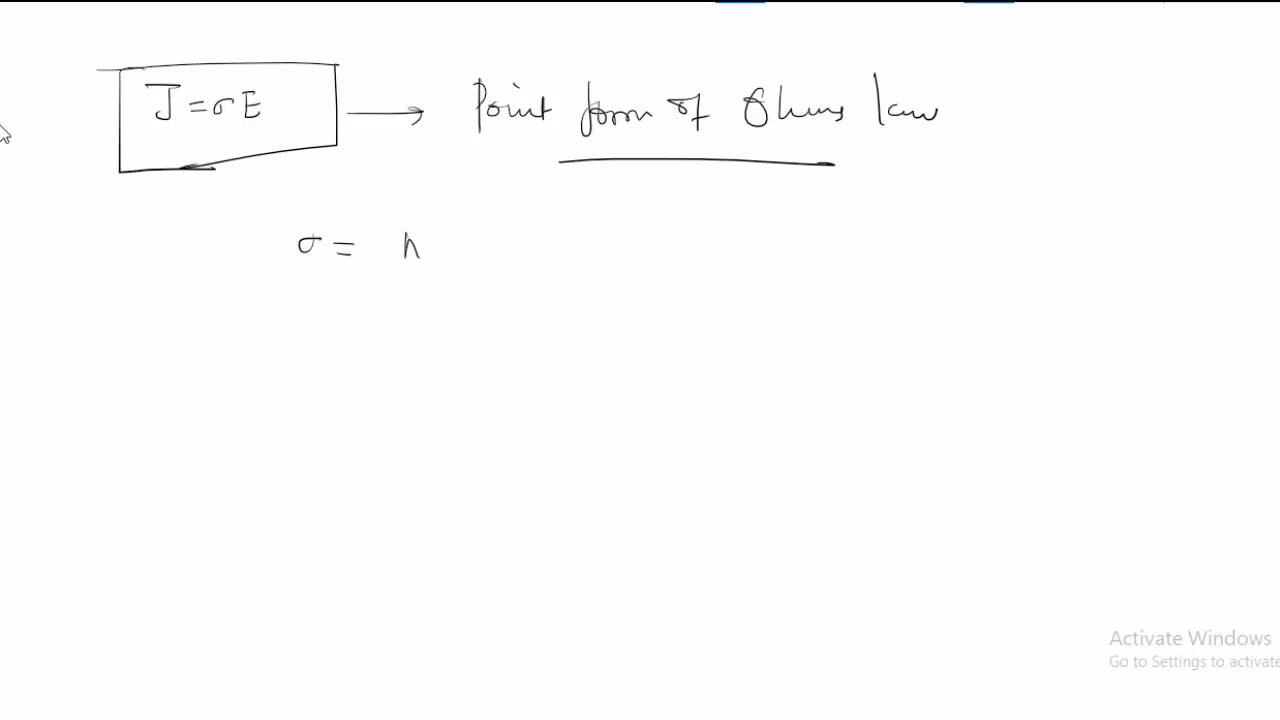 J = σE → Point form of Ohms law
σ = n
Activate Windows
Go to Settings to activate